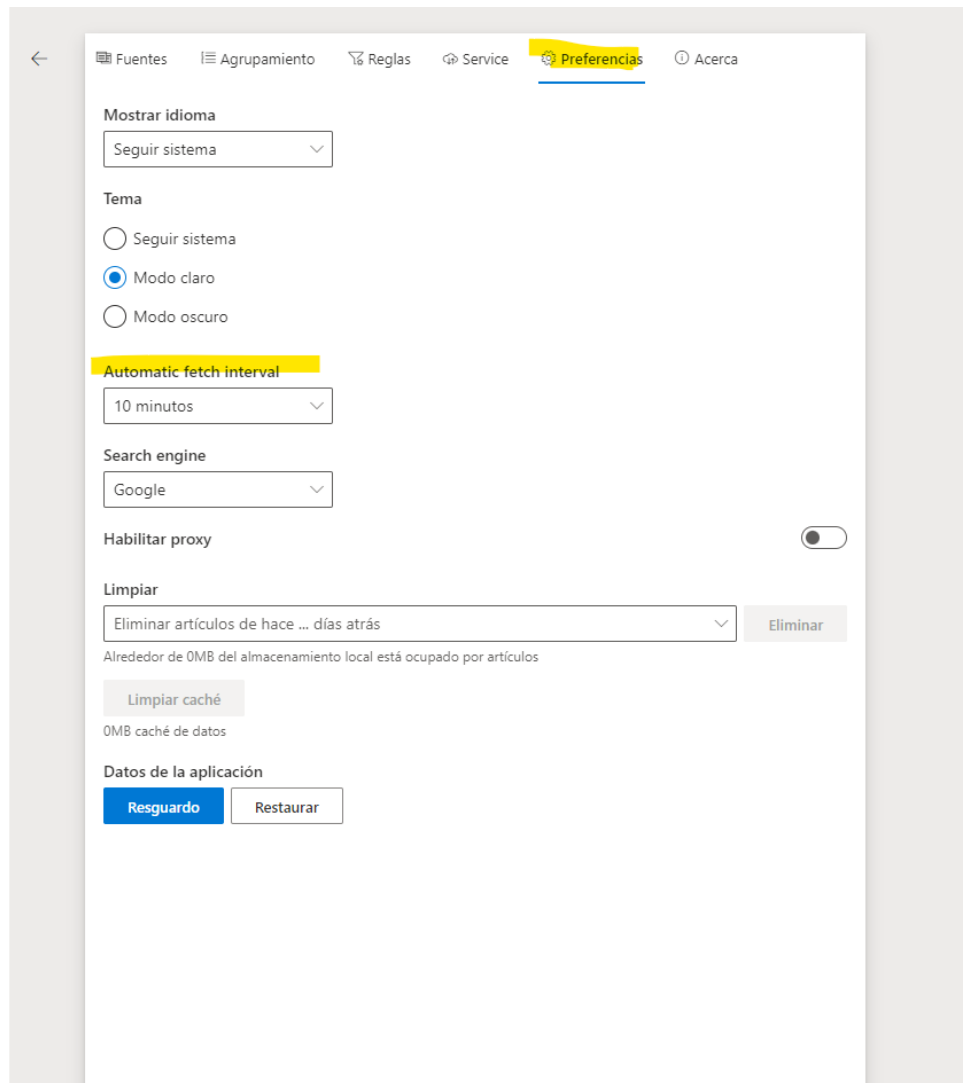 Fuentes Agrupamiento Reglas Service Preferencias Acerca
Mostrar idioma
Seguir sistema
Tema
Seguir sistema
Modo claro
Modo oscuro
Automatic fetch interval
10 minutos
Search engine
Google
Habilitar proxy
Limpiar
Eliminar artículos de hace ... días atrás Eliminar
Alrededor de 0MB del almacenamiento local está ocupado por artículos
Limpiar caché
0MB caché de datos
Datos de la aplicación
Resguardo Restaurar